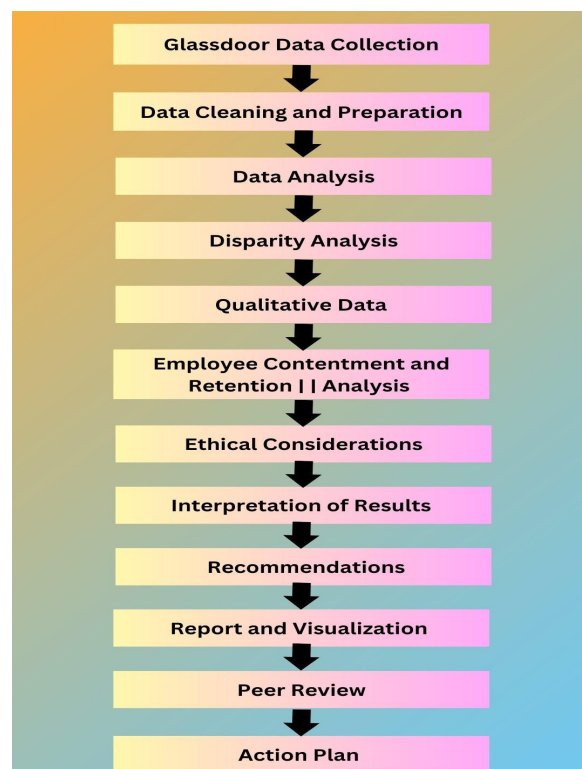 Glassdoor Data Collection
Data Cleaning and Preparation
Data Analysis
Disparity Analysis
Qualitative Data
Employee Contentment and
Retention || Analysis
Ethical Considerations
Interpretation of Results
Recommendations
Report and Visualization
Peer Review
Action Plan